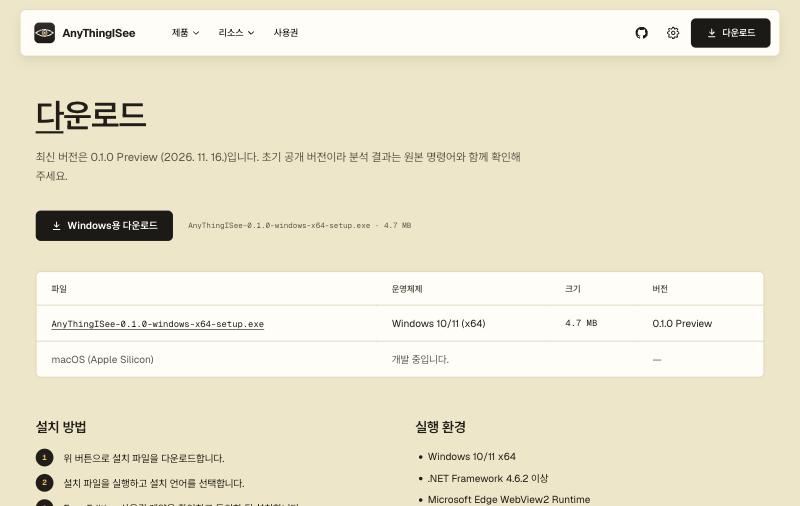 AnyThingISee
제품
리소스
사용권
다운로드
다운로드
최신 버전은 0.1.0 Preview (2026. 11. 16.)입니다. 초기 공개 버전이라 분석 결과는 원본 명령어와 함께 확인해
주세요.
Windows용 다운로드
AnyThingISee-0.1.0-windows-x64-setup.exe · 4.7 MB
파일 운영체제 크기 버전
AnyThingISee-0.1.0-windows-x64-setup.exe Windows 10/11 (x64) 4.7 MB 0.1.0 Preview
macOS (Apple Silicon) 개발 중입니다. —
설치 방법
1 위 버튼으로 설치 파일을 다운로드합니다.
2 설치 파일을 실행하고 설치 언어를 선택합니다.
실행 환경
• Windows 10/11 x64
• .NET Framework 4.6.2 이상
• Microsoft Edge WebView2 Runtime